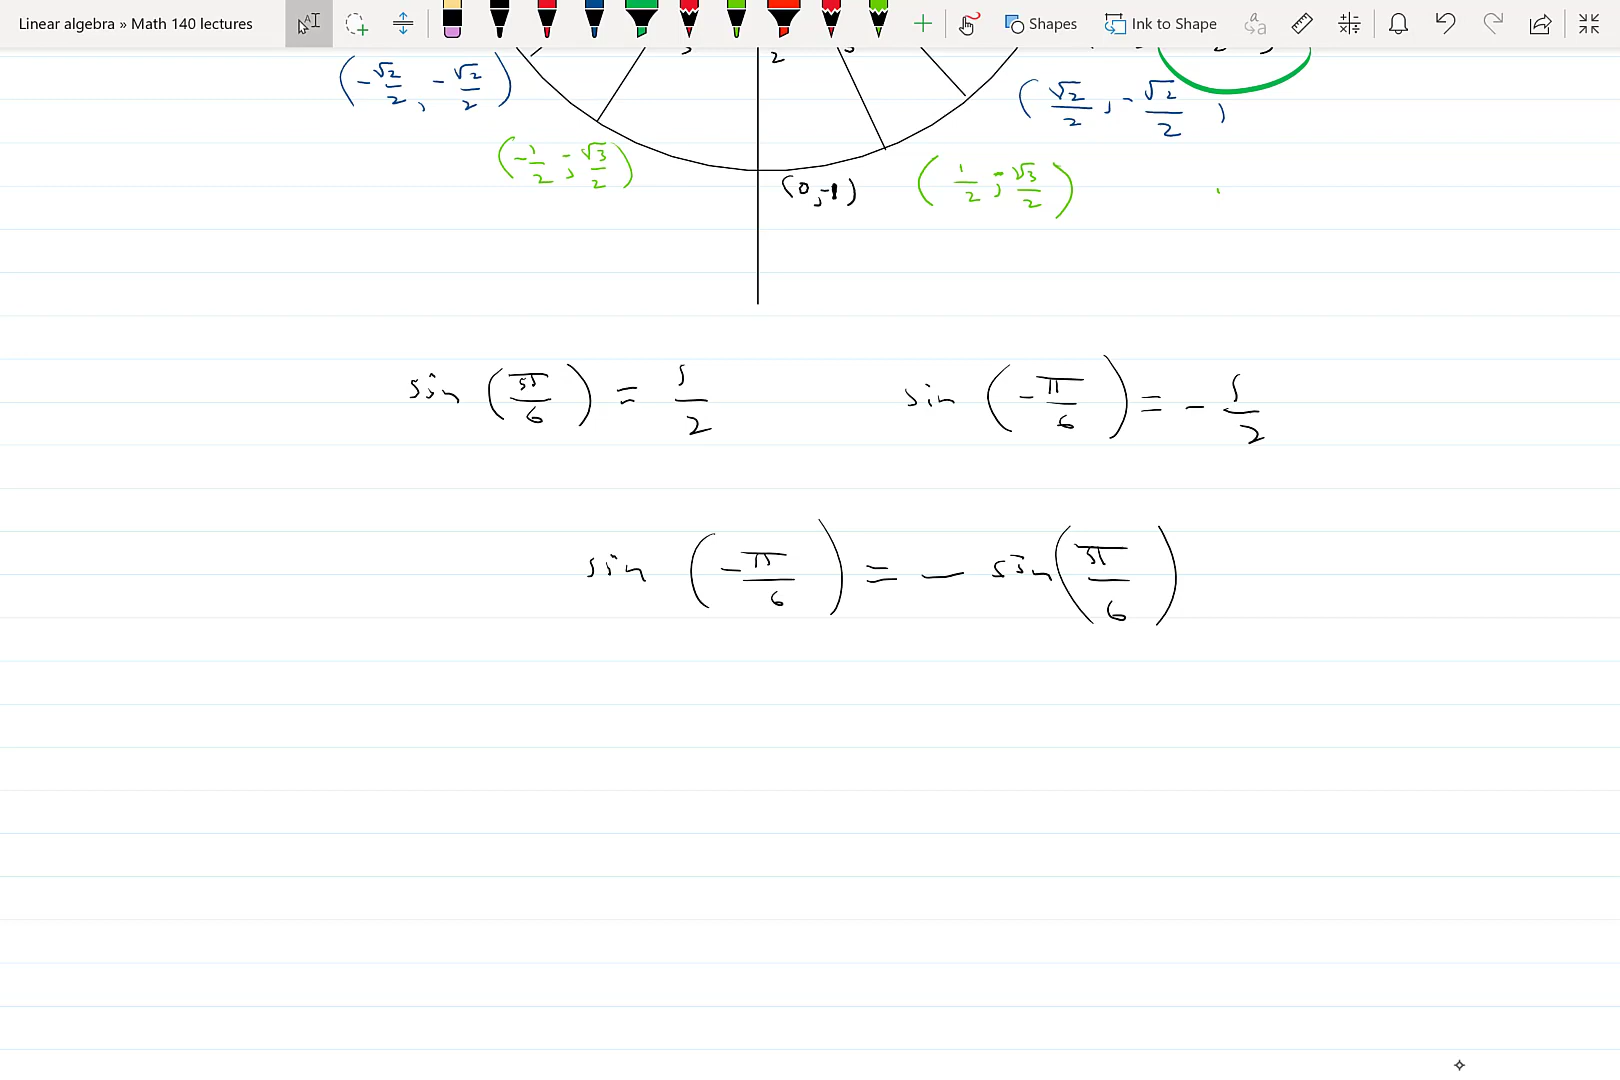 Linear algebra » Math 140 lectures Shapes Ink to Shape
(-√2/2, -√2/2) (√2/2, -√2/2)
(-1/2, -√3/2) (0,-1) (1/2, -√3/2)
sin (π/6) = 1/2 sin (-π/6) = -1/2
sin (-π/6) = - sin(π/6)